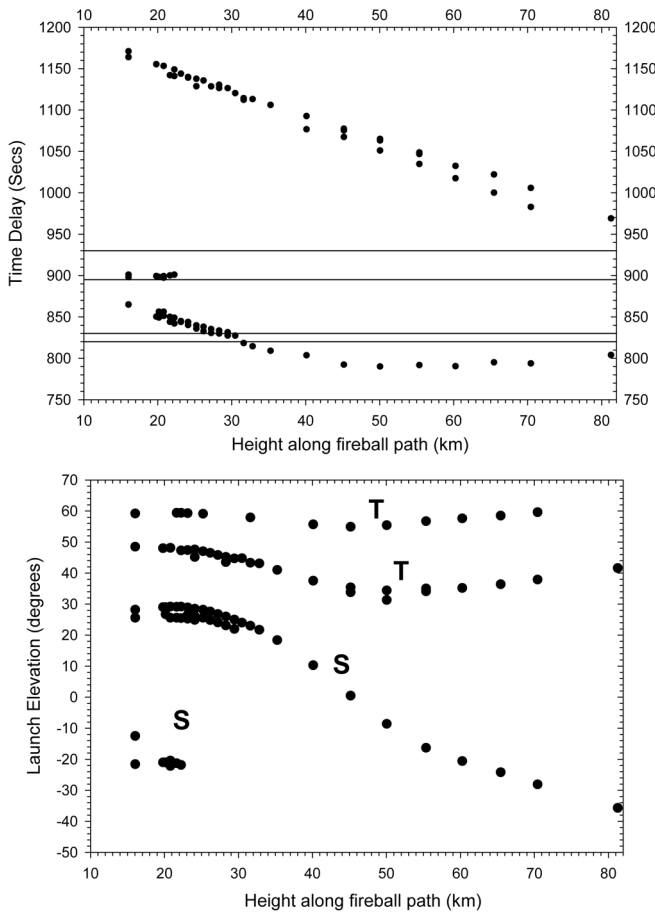 10 20 30 40 50 60 70 80
1200 1200
1150 1150
1100 1100
1050 1050
1000 1000
950 950
900 900
850 850
800 800
750 750
10 20 30 40 50 60 70 80
Time Delay (Secs)
Height along fireball path (km)
70
60
50
40
30
20
10
0
-10
-20
-30
-40
-50
T
T
S
S
10 20 30 40 50 60 70 80
Launch Elevation (degrees)
Height along fireball path (km)